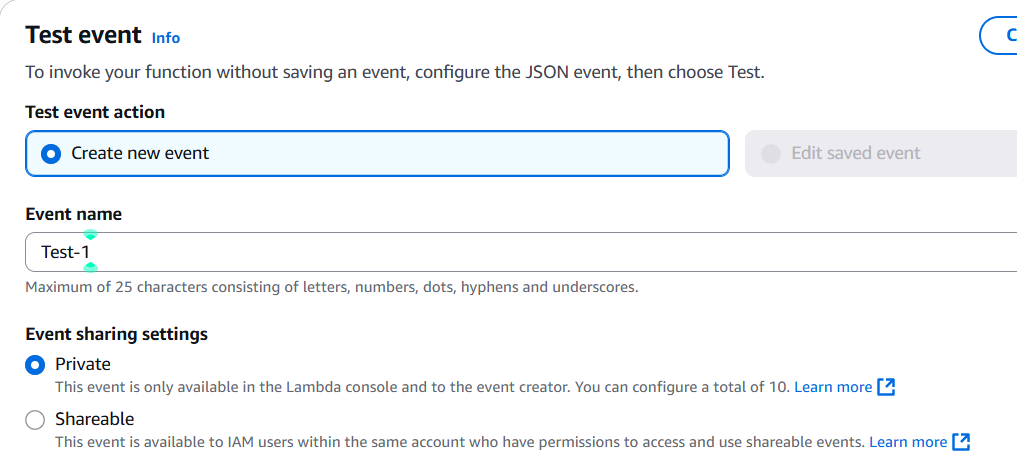 Test event Info
To invoke your function without saving an event, configure the JSON event, then choose Test.
Test event action
Create new event
Edit saved event
Event name
Test-1
Maximum of 25 characters consisting of letters, numbers, dots, hyphens and underscores.
Event sharing settings
Private
This event is only available in the Lambda console and to the event creator. You can configure a total of 10. Learn more
Shareable
This event is available to IAM users within the same account who have permissions to access and use shareable events. Learn more